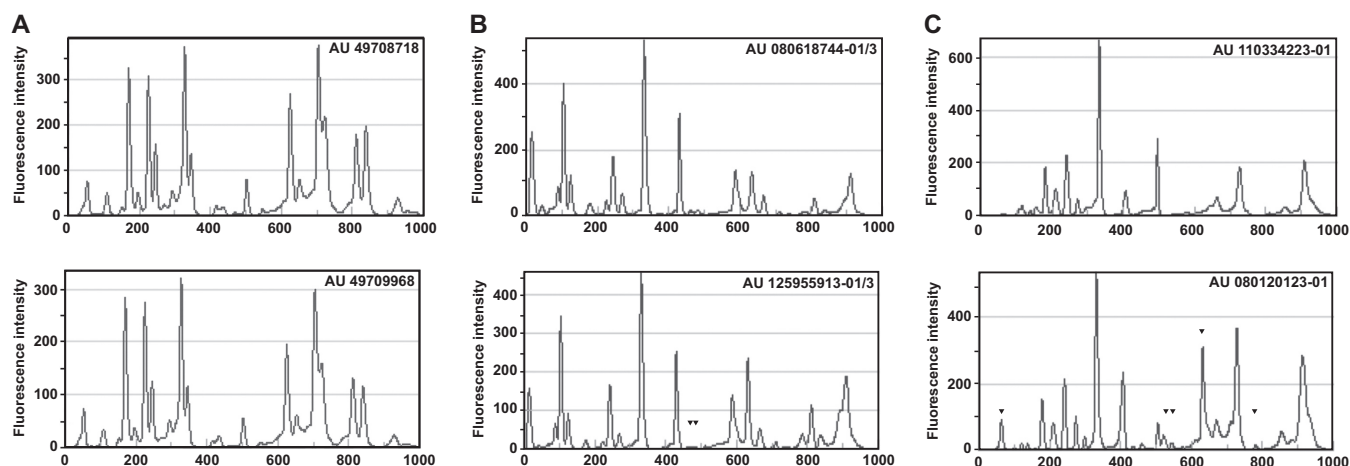 A
B
C
Fluorescence intensity
AU 49708718
300
200
100
0
0 200 400 600 800 1000
Fluorescence intensity
AU 080618744-01/3
400
200
0
0 200 400 600 800 1000
Fluorescence intensity
AU 110334223-01
600
400
200
0
0 200 400 600 800 1000
Fluorescence intensity
AU 49709968
300
200
100
0
0 200 400 600 800 1000
Fluorescence intensity
AU 125955913-01/3
400
300
200
100
0
0 200 400 600 800 1000
Fluorescence intensity
AU 080120123-01
400
200
0
0 200 400 600 800 1000